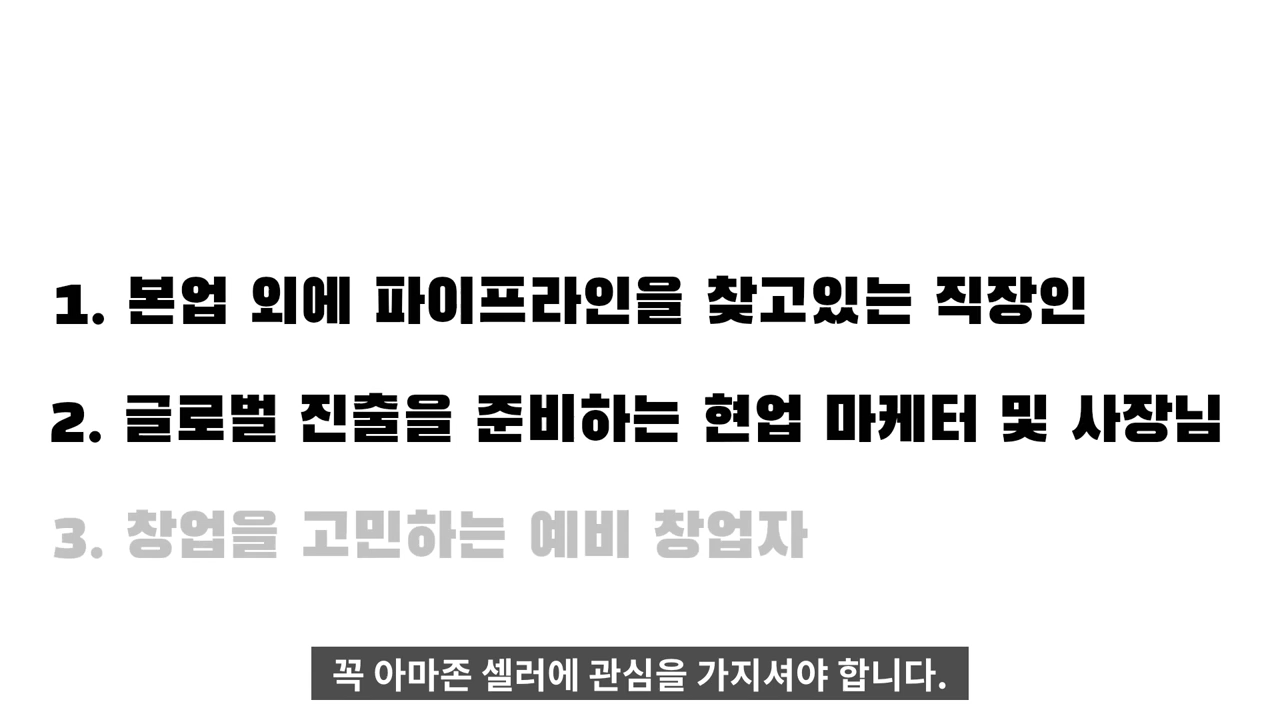 1. 본업 외에 파이프라인을 찾고있는 직장인
2. 글로벌 진출을 준비하는 현업 마케터 및 사장님
3. 창업을 고민하는 예비 창업자
꼭 아마존 셀러에 관심을 가지셔야 합니다.